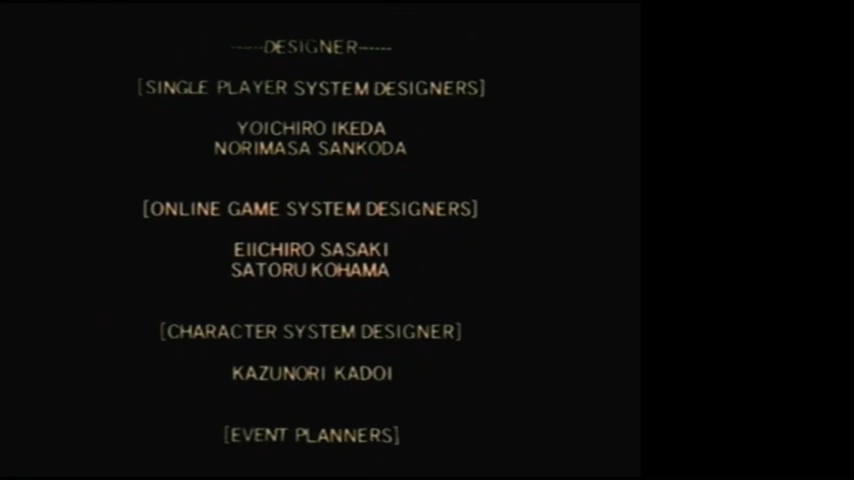 ------DESIGNER------
[SINGLE PLAYER SYSTEM DESIGNERS]
YOICHIRO IKEDA
NORIMASA SANKODA
[ONLINE GAME SYSTEM DESIGNERS]
EIICHIRO SASAKI
SATORU KOHAMA
[CHARACTER SYSTEM DESIGNER]
KAZUNORI KADOI
[EVENT PLANNERS]